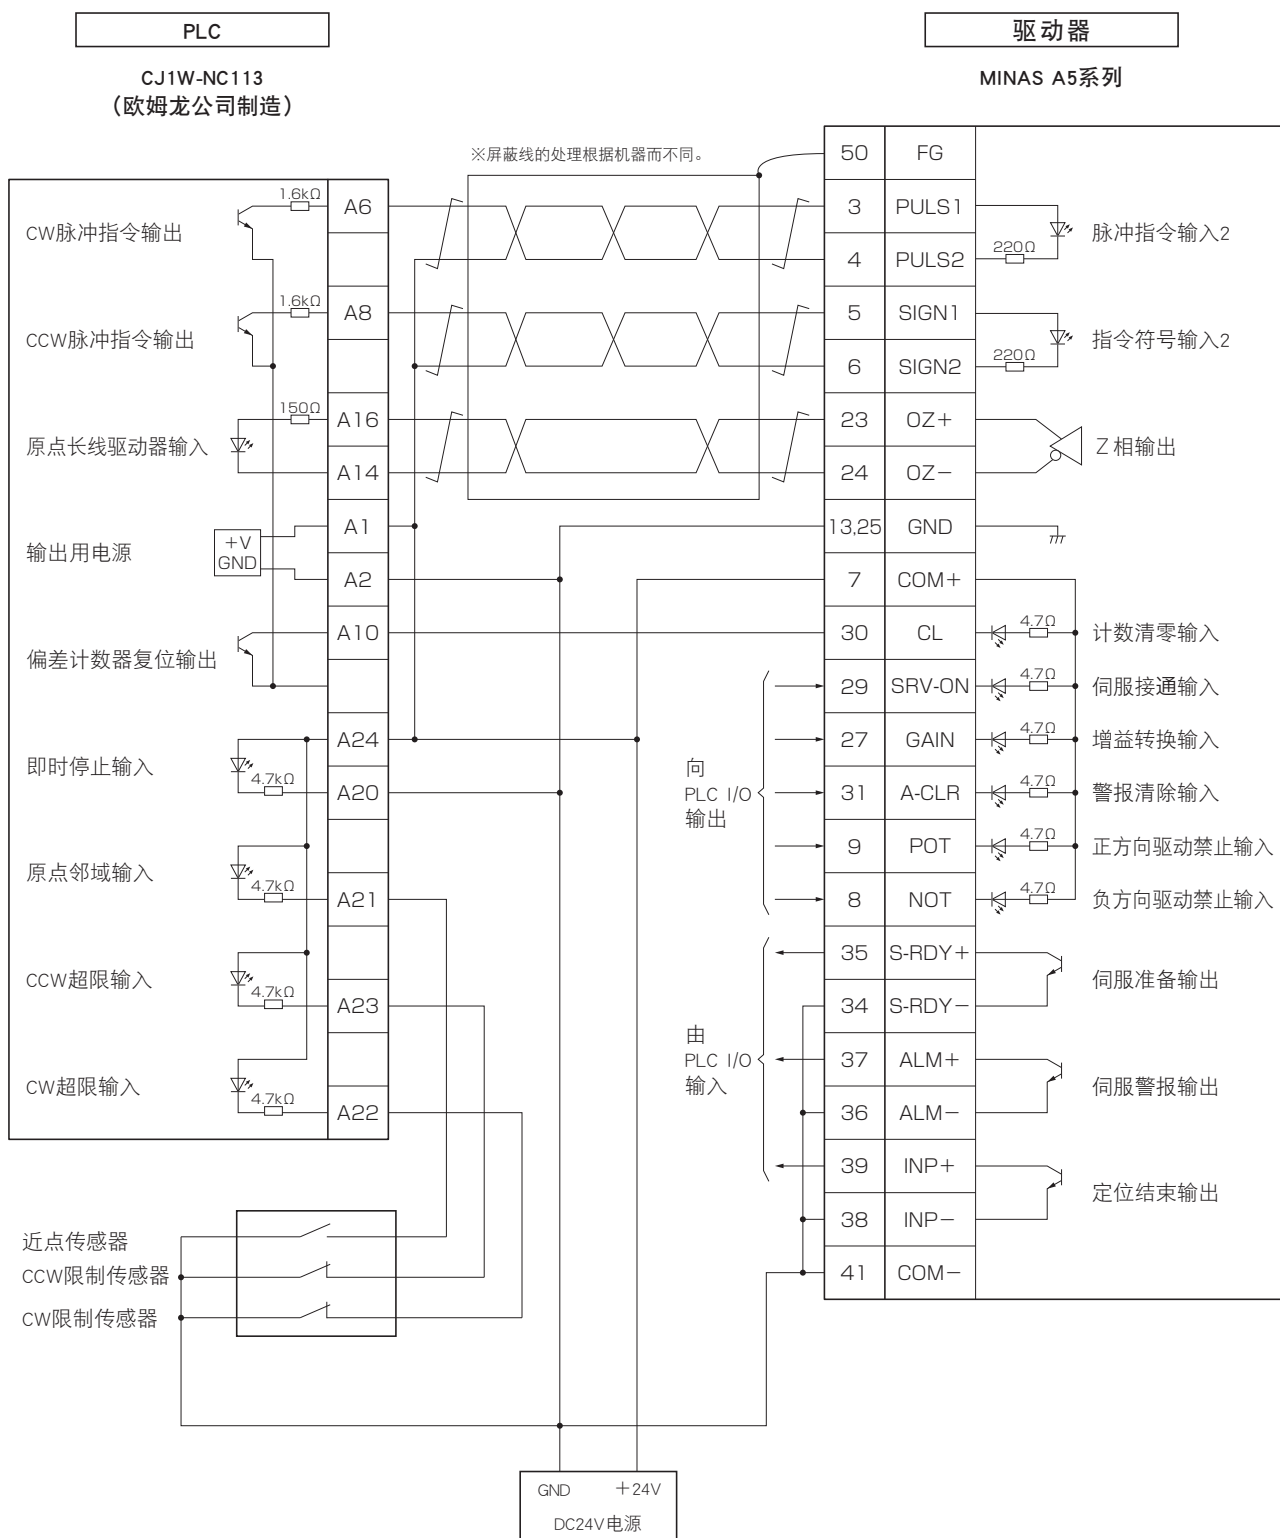 PLC
驱动器
CJ1W-NC113
(欧姆龙公司制造)
MINAS A5系列
※屏蔽线的处理根据机器而不同。
CW脉冲指令输出
1.6kΩ
A6
CCW脉冲指令输出
1.6kΩ
A8
原点长线驱动器输入
150Ω
A16
A14
输出用电源
+V
GND
A1
A2
偏差计数器复位输出
A10
即时停止输入
A24
4.7kΩ
A20
原点邻域输入
4.7kΩ
A21
CCW超限输入
4.7kΩ
A23
CW超限输入
4.7kΩ
A22
近点传感器
CCW限制传感器
CW限制传感器
50 FG
3 PULS1
4 PULS2
220Ω
脉冲指令输入2
5 SIGN1
6 SIGN2
220Ω
指令符号输入2
23 OZ+
24 OZ−
Z相输出
13,25 GND
7 COM+
30 CL 4.7Ω 计数清零输入
29 SRV-ON 4.7Ω 伺服接通输入
27 GAIN 4.7Ω 增益转换输入
31 A-CLR 4.7Ω 警报清除输入
9 POT 4.7Ω 正方向驱动禁止输入
8 NOT 4.7Ω 负方向驱动禁止输入
向
PLC I/O
输出
35 S-RDY+
34 S-RDY−
伺服准备输出
37 ALM+
36 ALM−
伺服警报输出
39 INP+
38 INP−
定位结束输出
41 COM−
由
PLC I/O
输入
GND +24V
DC24V电源